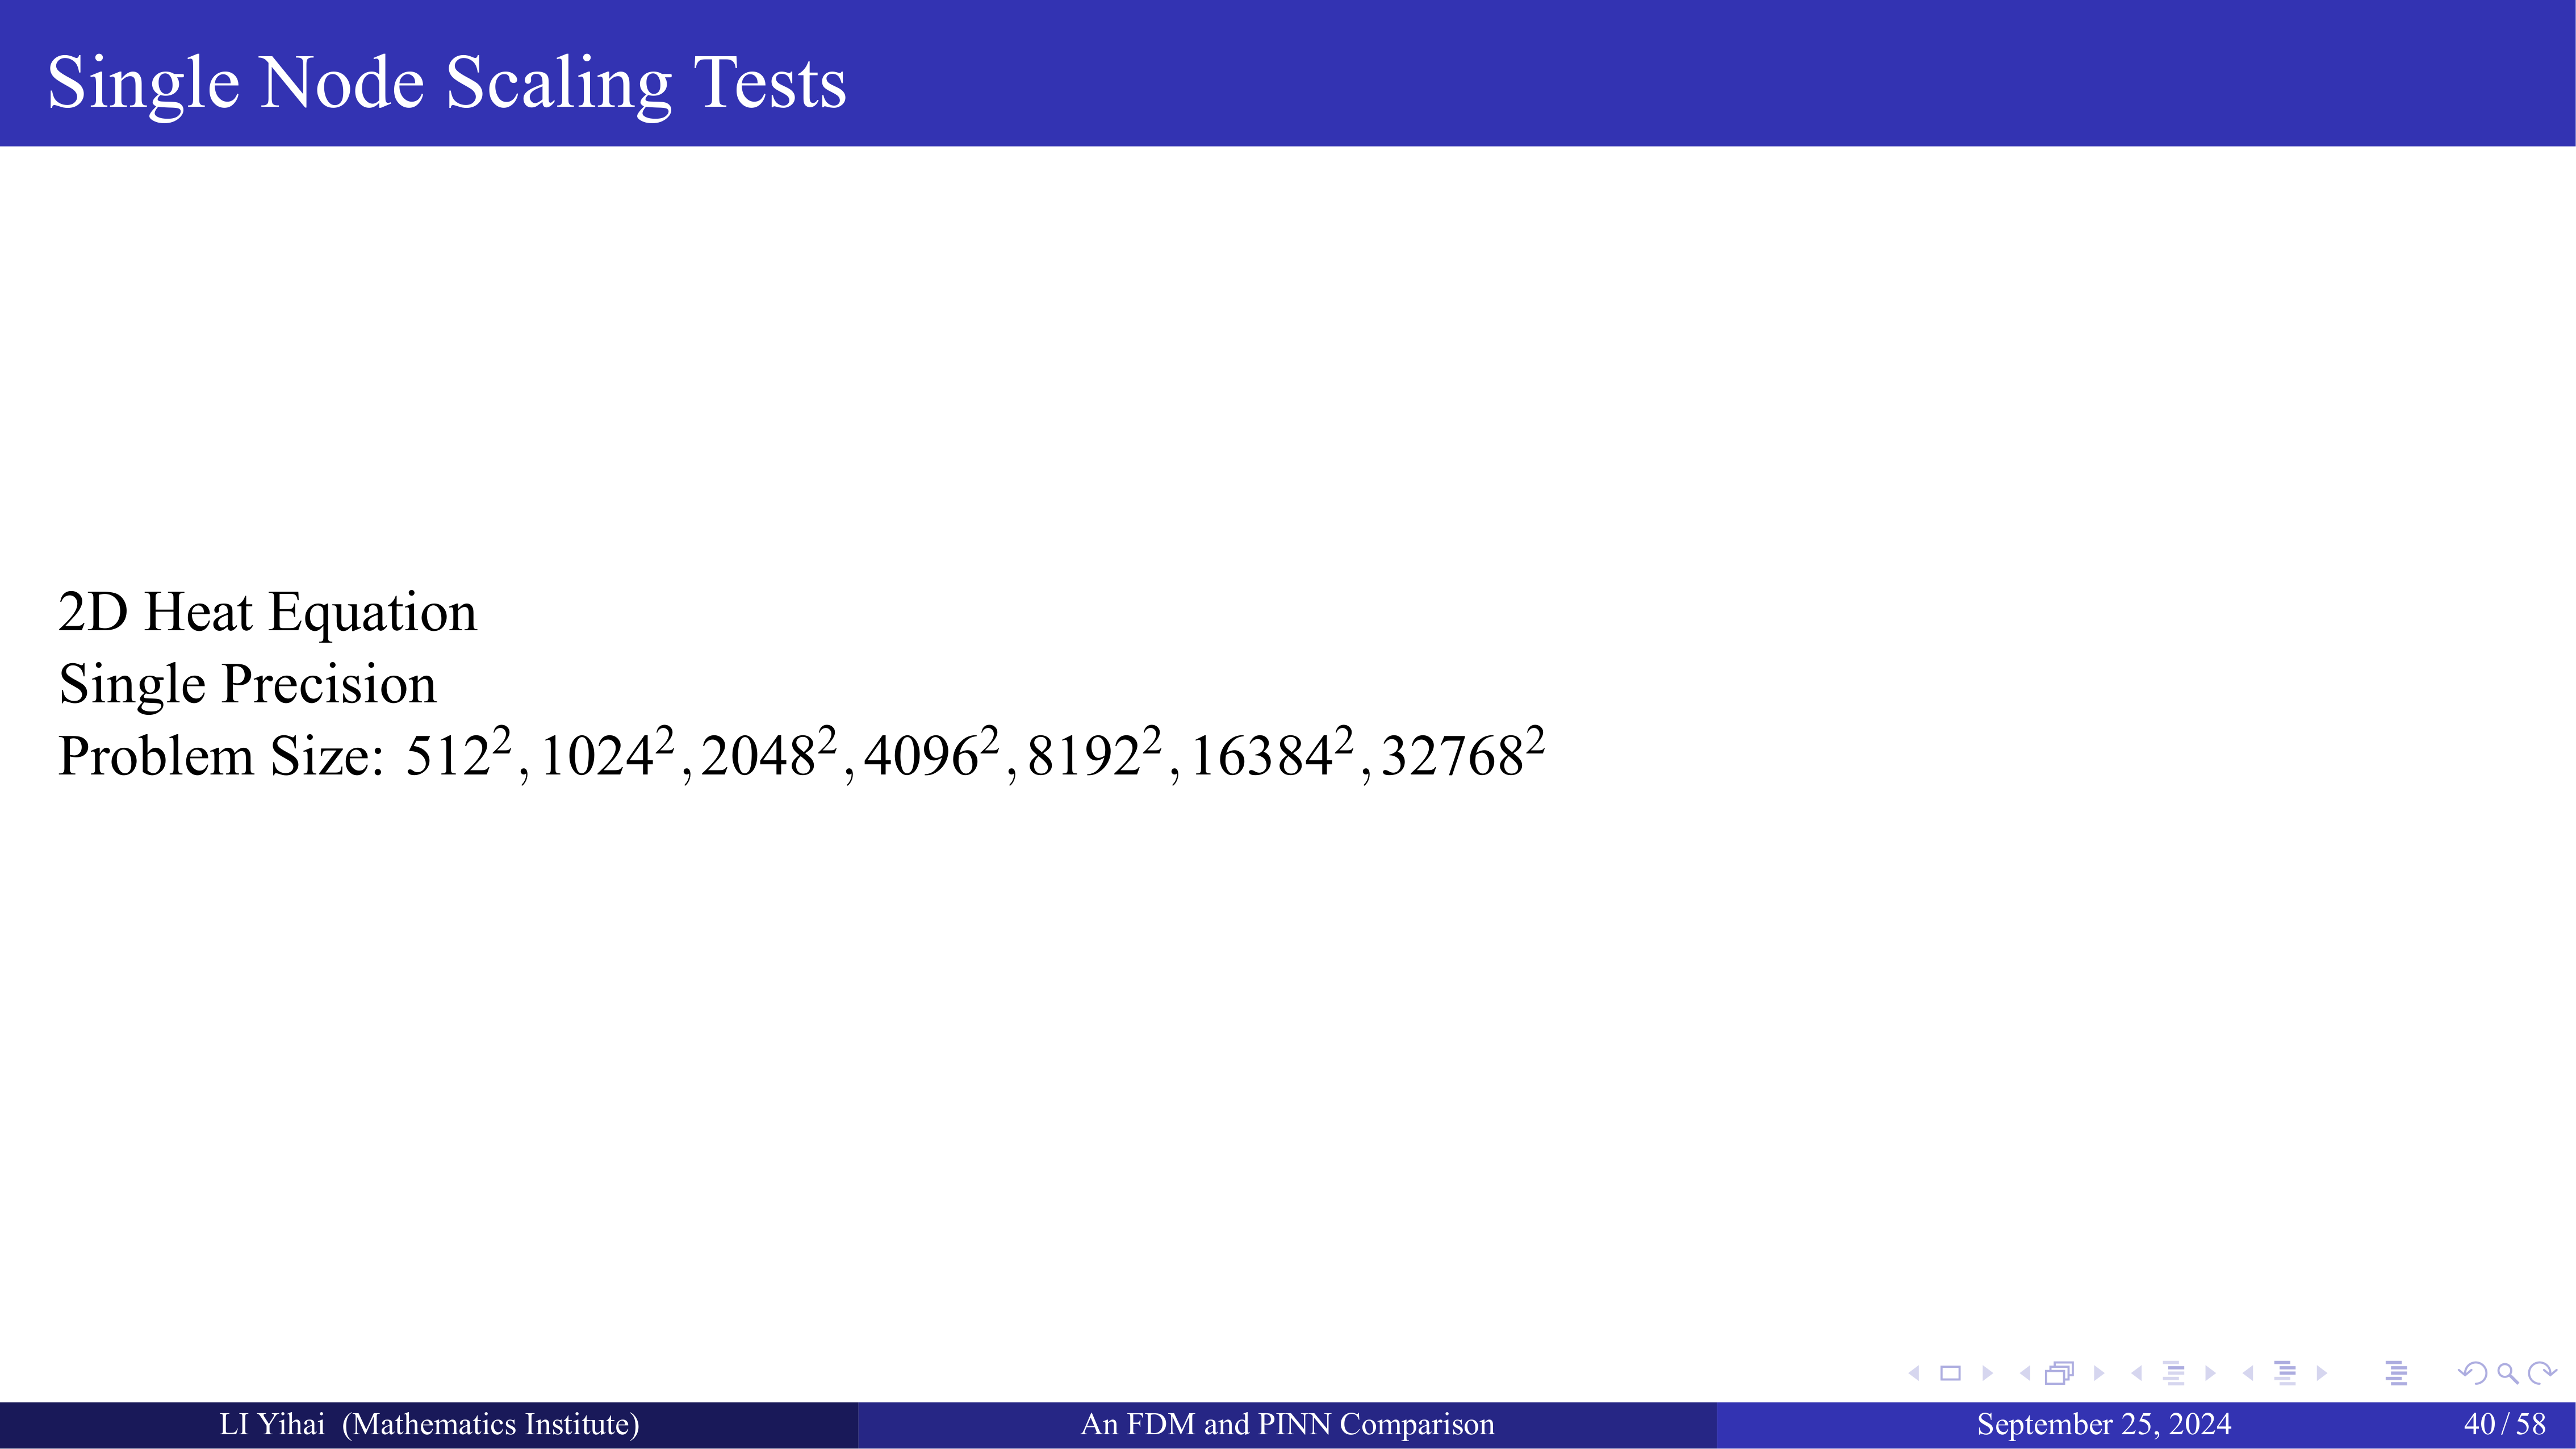 Single Node Scaling Tests
2D Heat Equation
Single Precision
Problem Size: 512², 1024², 2048², 4096², 8192², 16384², 32768²
LI Yihai (Mathematics Institute)
An FDM and PINN Comparison
September 25, 2024
40 / 58